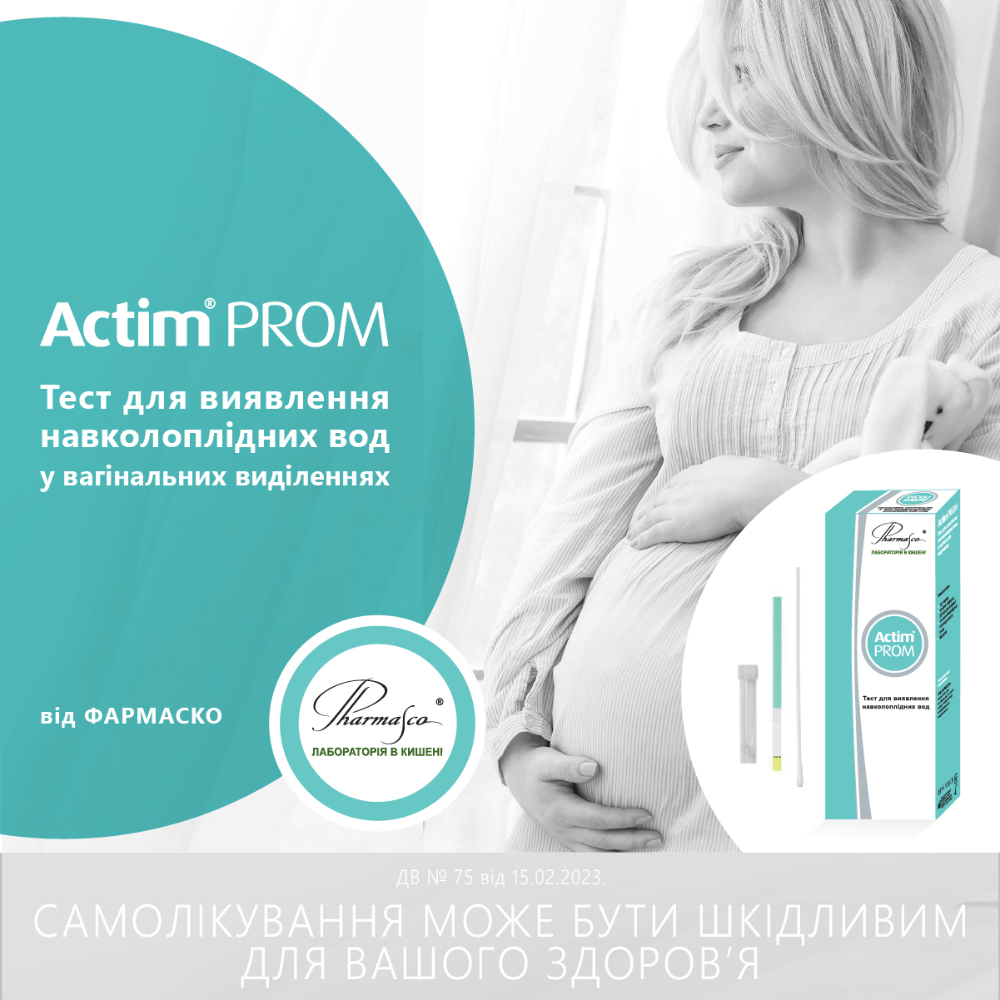 Actim® PROM
Тест для виявлення
навколоплідних вод
у вагінальних виділеннях
від ФАРМАСКО
Pharmasco®
ЛАБОРАТОРІЯ В КИШЕНІ
Pharmasco®
ЛАБОРАТОРІЯ В КИШЕНІ
Actim®
PROM
Тест для виявлення
навколоплідних вод
Actim® PROM
ДВ № 75 від 15.02.2023.
САМОЛІКУВАННЯ МОЖЕ БУТИ ШКІДЛИВИМ
ДЛЯ ВАШОГО ЗДОРОВ’Я